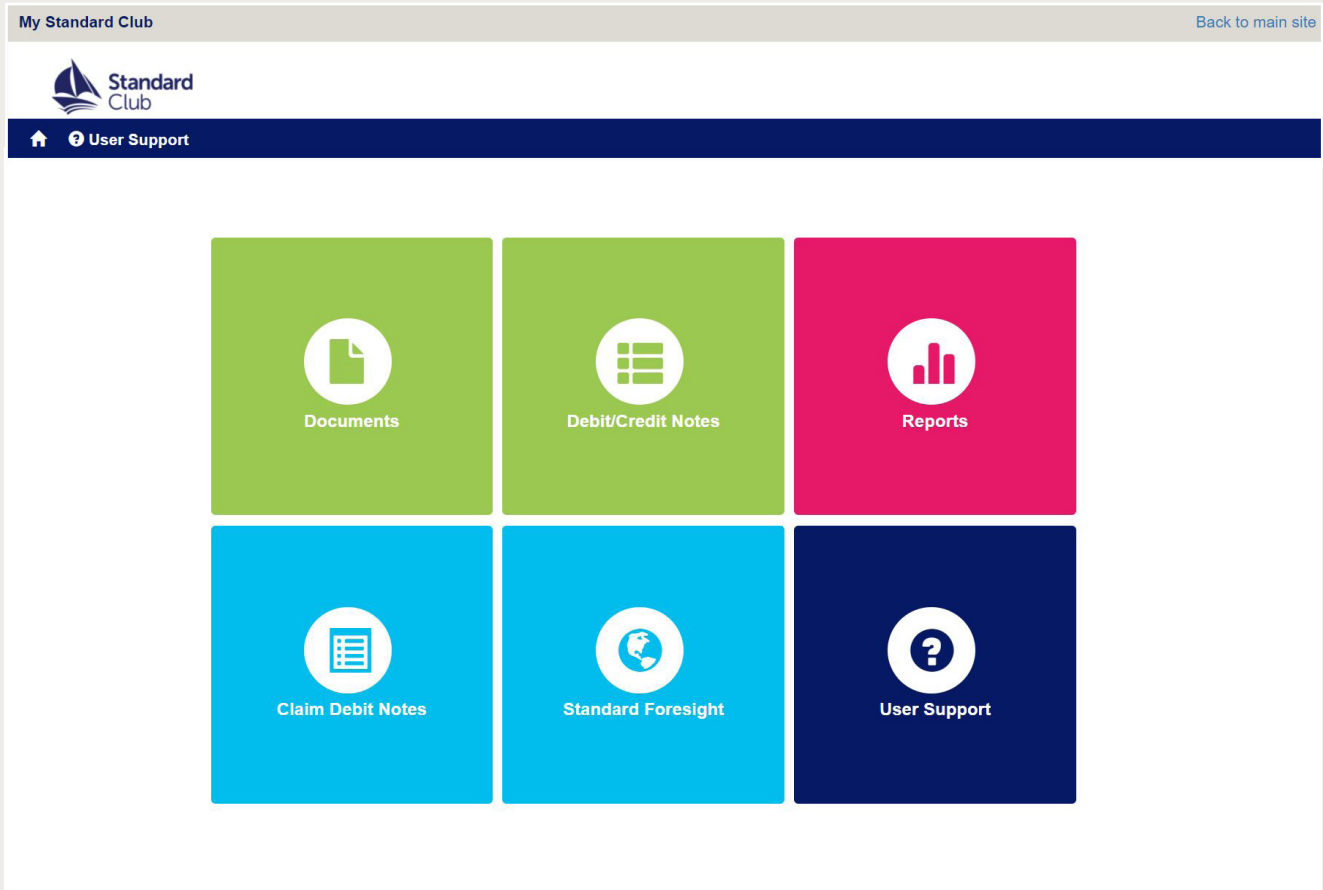 My Standard Club
Back to main site
Standard
Club
User Support
Documents
Debit/Credit Notes
Reports
Claim Debit Notes
Standard Foresight
User Support